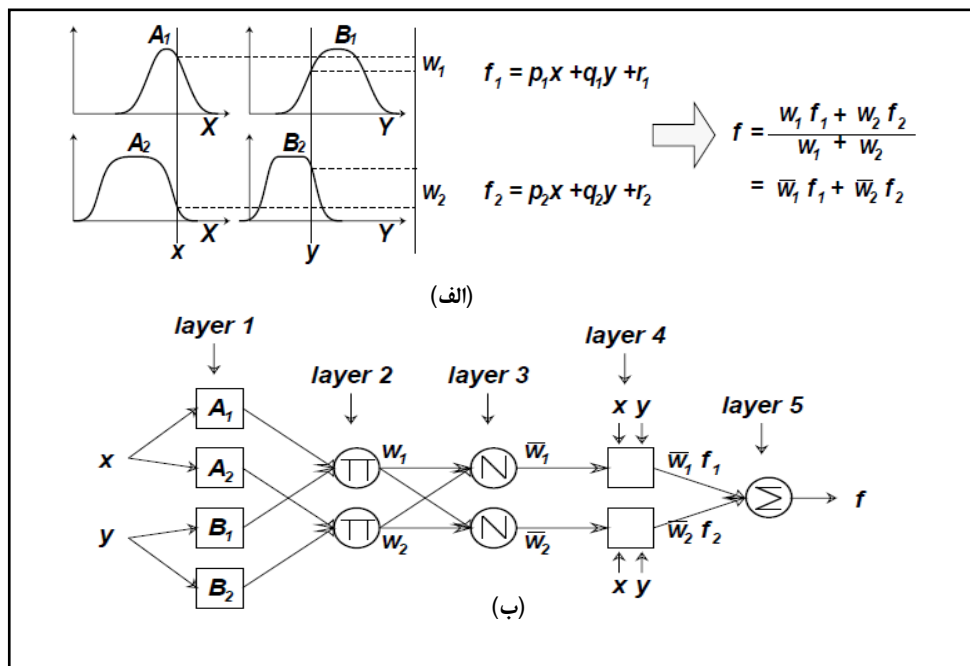 A₁ B₁
w₁ f₁ = p₁x +q₁y +r₁
X Y
f = w₁ f₁ + w₂ f₂ / w₁ + w₂
A₂ B₂
w₂ f₂ = p₂x +q₂y +r₂
= w̅₁ f₁ + w̅₂ f₂
X Y
x y
(الف)
layer 1 layer 4
layer 2 layer 3 layer 5
x y
A₁
x A₂ ∏ w₁ N w̅₁ w̅₁ f₁
Σ f
y B₁ ∏ w₂ N w̅₂ w̅₂ f₂
B₂
x y
(ب)